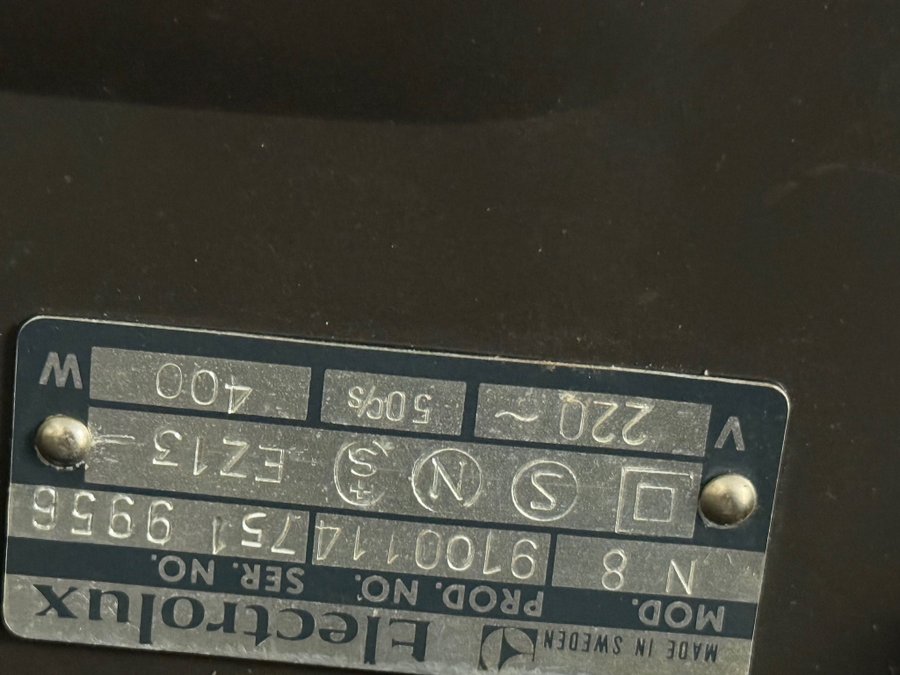 MADE IN SWEDEN Electrolux
MOD. PROD. NO. SER. NO.
N 8 9100114 751 9956
S N +S EZ13
V 220 ~ 50C/s 400 W